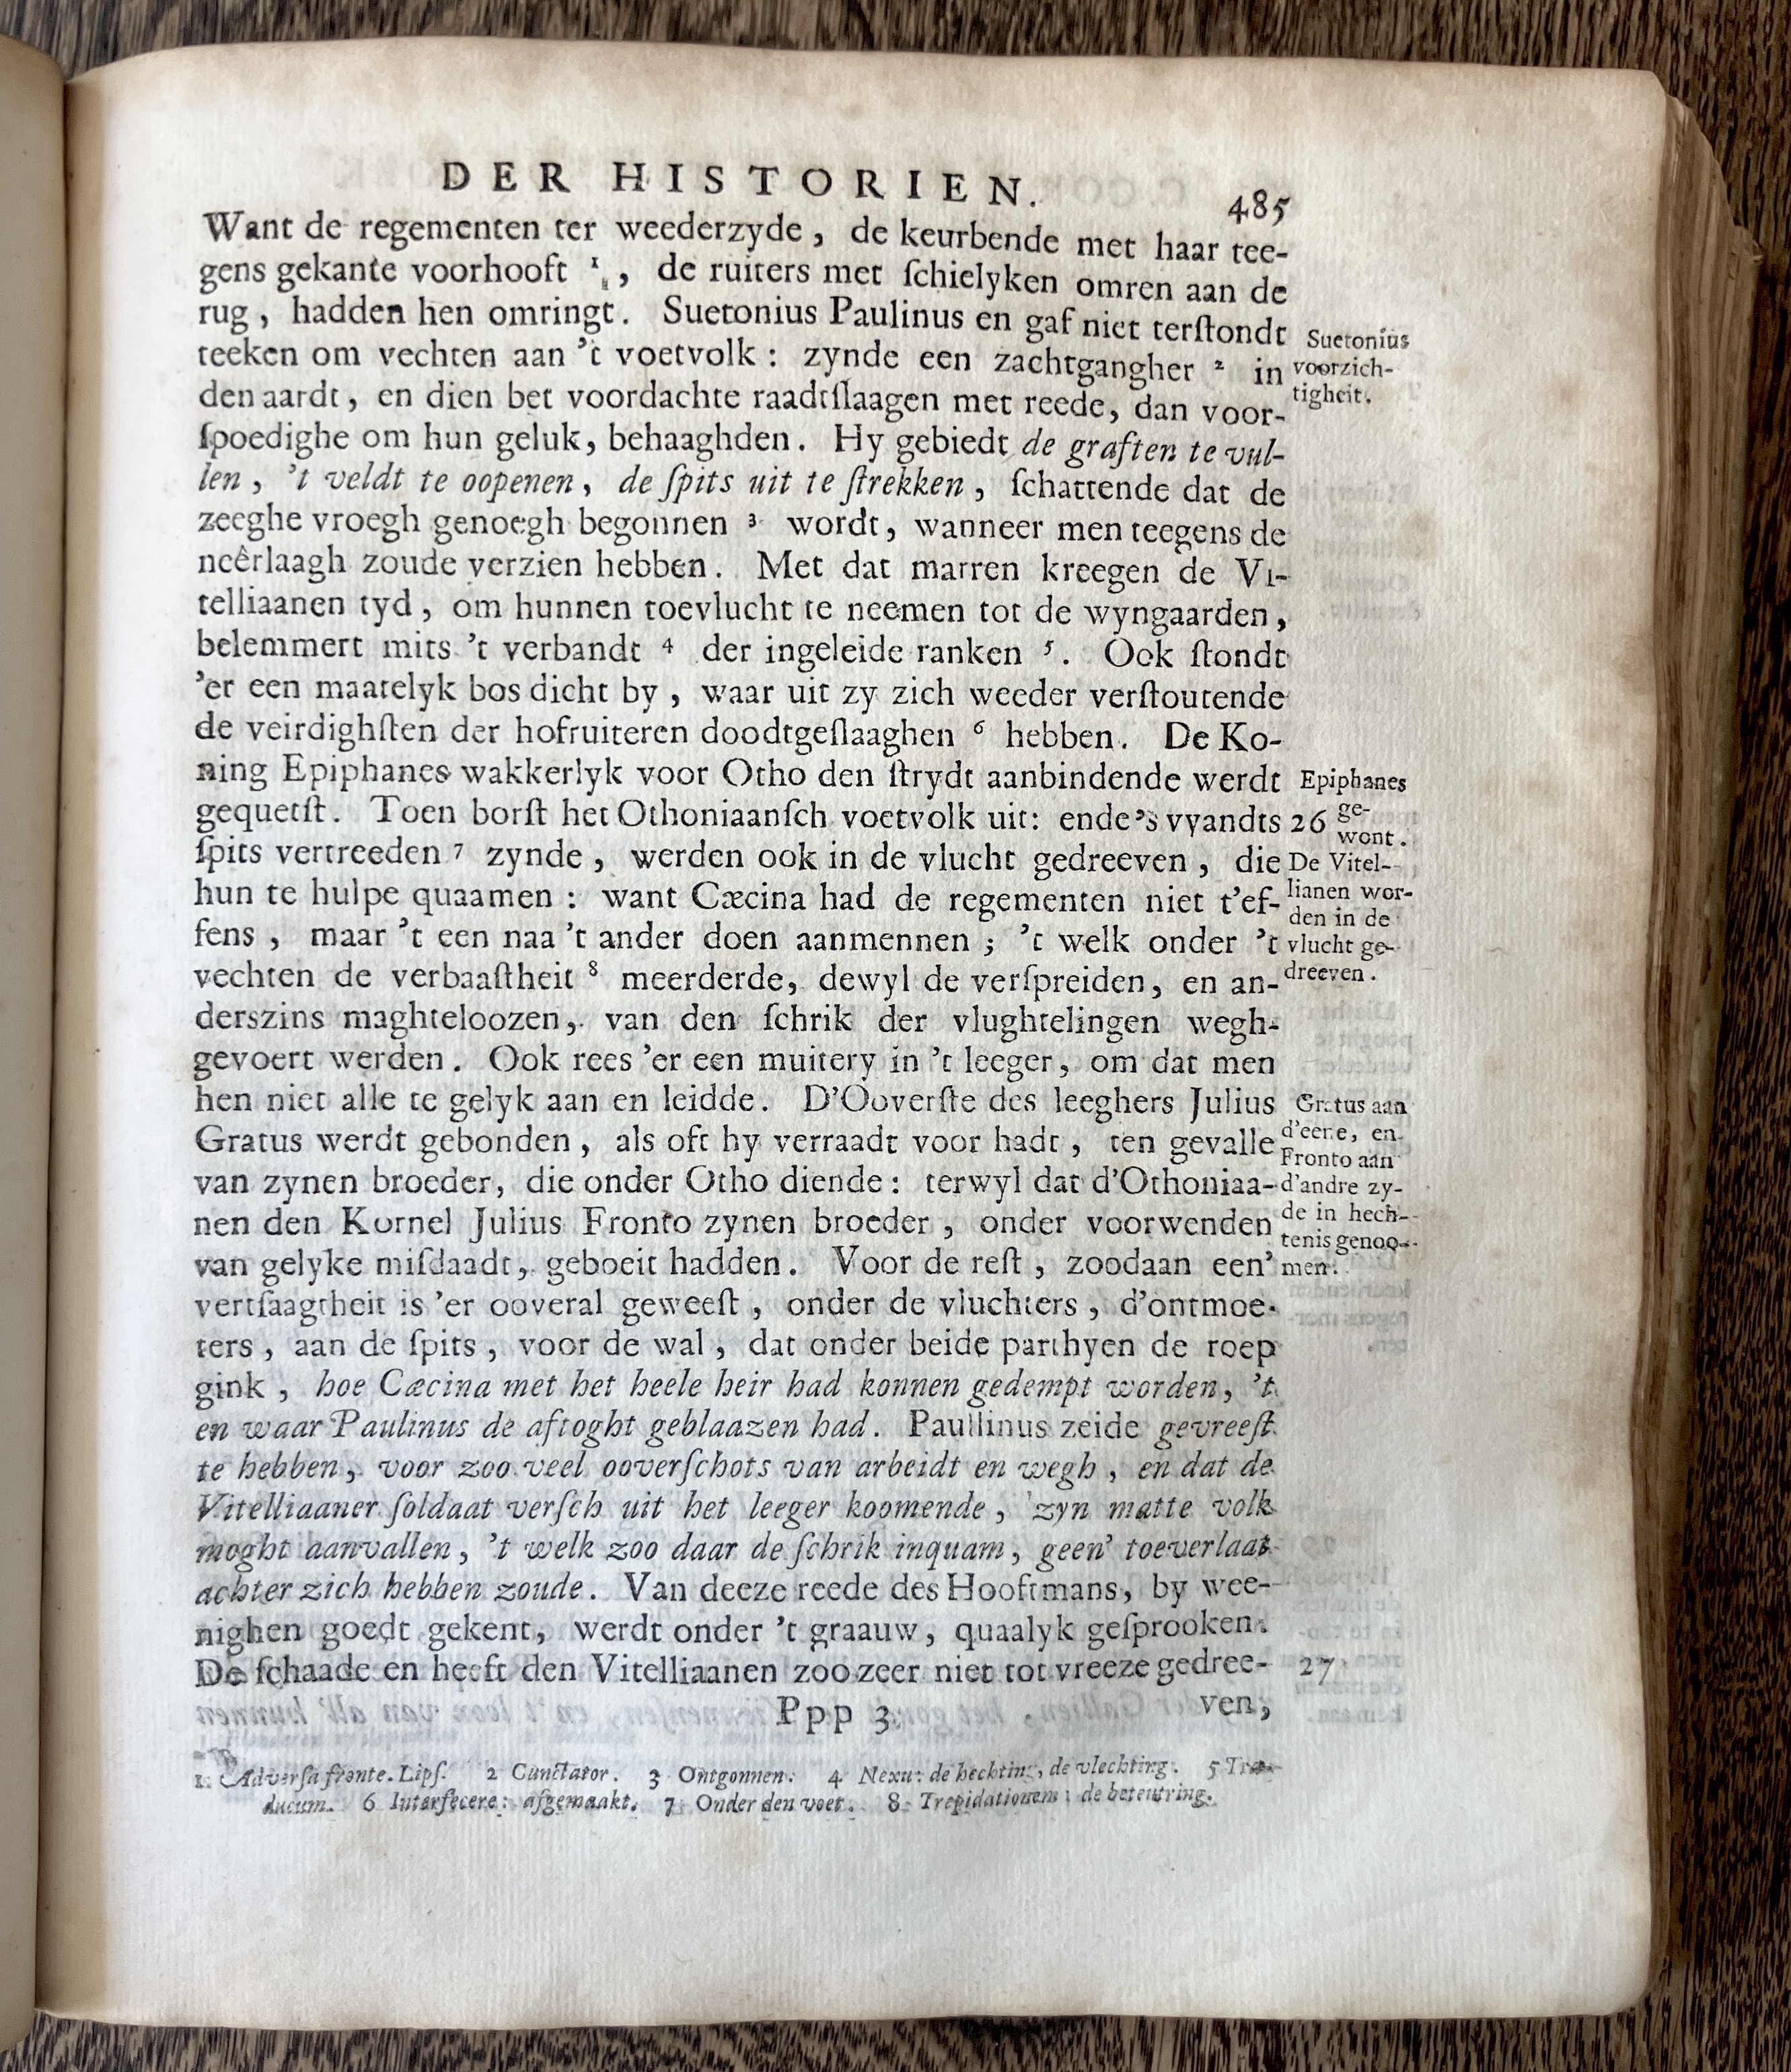 DER HISTORIEN.
485
Want de regementen ter weederzyde, de keurbende met haar tee-
gens gekante voorhooft ¹, de ruiters met ſchielyken omren aan de
rug, hadden hen omringt. Suetonius Paulinus en gaf niet terſtondt
teeken om vechten aan 't voetvolk: zynde een zachtgangher ² in
den aardt, en dien bet voordachte raadtſlaagen met reede, dan voor-
ſpoedighe om hun geluk, behaaghden. Hy gebiedt de graften te vul-
len, 't veldt te oopenen, de ſpits uit te ſtrekken, ſchattende dat de
zeeghe vroegh genoegh begonnen ³ wordt, wanneer men teegens de
neêrlaagh zoude verzien hebben. Met dat marren kreegen de Vi-
telliaanen tyd, om hunnen toevlucht te neemen tot de wyngaarden,
belemmert mits 't verbandt ⁴ der ingeleide ranken ⁵. Ook ſtondt
'er een maatelyk bos dicht by, waar uit zy zich weeder verſtoutende
de veirdighſten der hofruiteren doodtgeſlaaghen ⁶ hebben. De Ko-
ning Epiphanes wakkerlyk voor Otho den ſtrydt aanbindende werdt
gequetſt. Toen borſt het Othoniaanſch voetvolk uit: ende's vyandts
ſpits vertreeden ⁷ zynde, werden ook in de vlucht gedreeven, die
hun te hulpe quaamen: want Cæcina had de regementen niet t'ef-
fens, maar 't een naa 't ander doen aanmennen; 't welk onder 't
vechten de verbaaſtheit ⁸ meerderde, dewyl de verſpreiden, en an-
derszins maghteloozen, van den ſchrik der vlughtelingen wegh-
gevoert werden. Ook rees 'er een muitery in 't leeger, om dat men
hen niet alle te gelyk aan en leidde. D'Ooverſte des leeghers Julius
Gratus werdt gebonden, als oft hy verraadt voor hadt, ten gevalle
van zynen broeder, die onder Otho diende: terwyl dat d'Othoniaa-
nen den Kornel Julius Fronto zynen broeder, onder voorwenden
van gelyke miſdaadt, geboeit hadden. Voor de reſt, zoodaan een'
vertſaagtheit is 'er ooveral geweeſt, onder de vluchters, d'ontmoe-
ters, aan de ſpits, voor de wal, dat onder beide parthyen de roep
gink, hoe Cæcina met het heele heir had konnen gedempt worden, 't
en waar Paulinus de aftoght geblaazen had. Paullinus zeide gevreeſt
te hebben, voor zoo veel ooverſchots van arbeidt en wegh, en dat de
Vitelliaaner ſoldaat verſch uit het leeger koomende, zyn matte volk
moght aanvallen, 't welk zoo daar de ſchrik inquam, geen' toeverlaat
achter zich hebben zoude. Van deeze reede des Hooftmans, by wee-
nighen goedt gekent, werdt onder 't graauw, quaalyk geſprooken.
De ſchaade en heeft den Vitelliaanen zoo zeer niet tot vreeze gedree-
Ppp 3 ven,
Suetonius
voorzich-
tigheit.
Epiphanes
26 ge-
wont.
De Vitel-
lianen wor-
den in de
vlucht ge-
dreeven.
Gratus aan
d'eene, en
Fronto aan
d'andre zy-
de in hech-
tenis genoo-
men.
27
1 Adverſa fronte. Lipſ. 2 Cunctator. 3 Ontgonnen. 4 Nexu: de hechting, de vlechting. 5 Tra-
ducum. 6 Interfecere: afgemaakt. 7 Onder den voet. 8 Trepidationem: de beteutring.